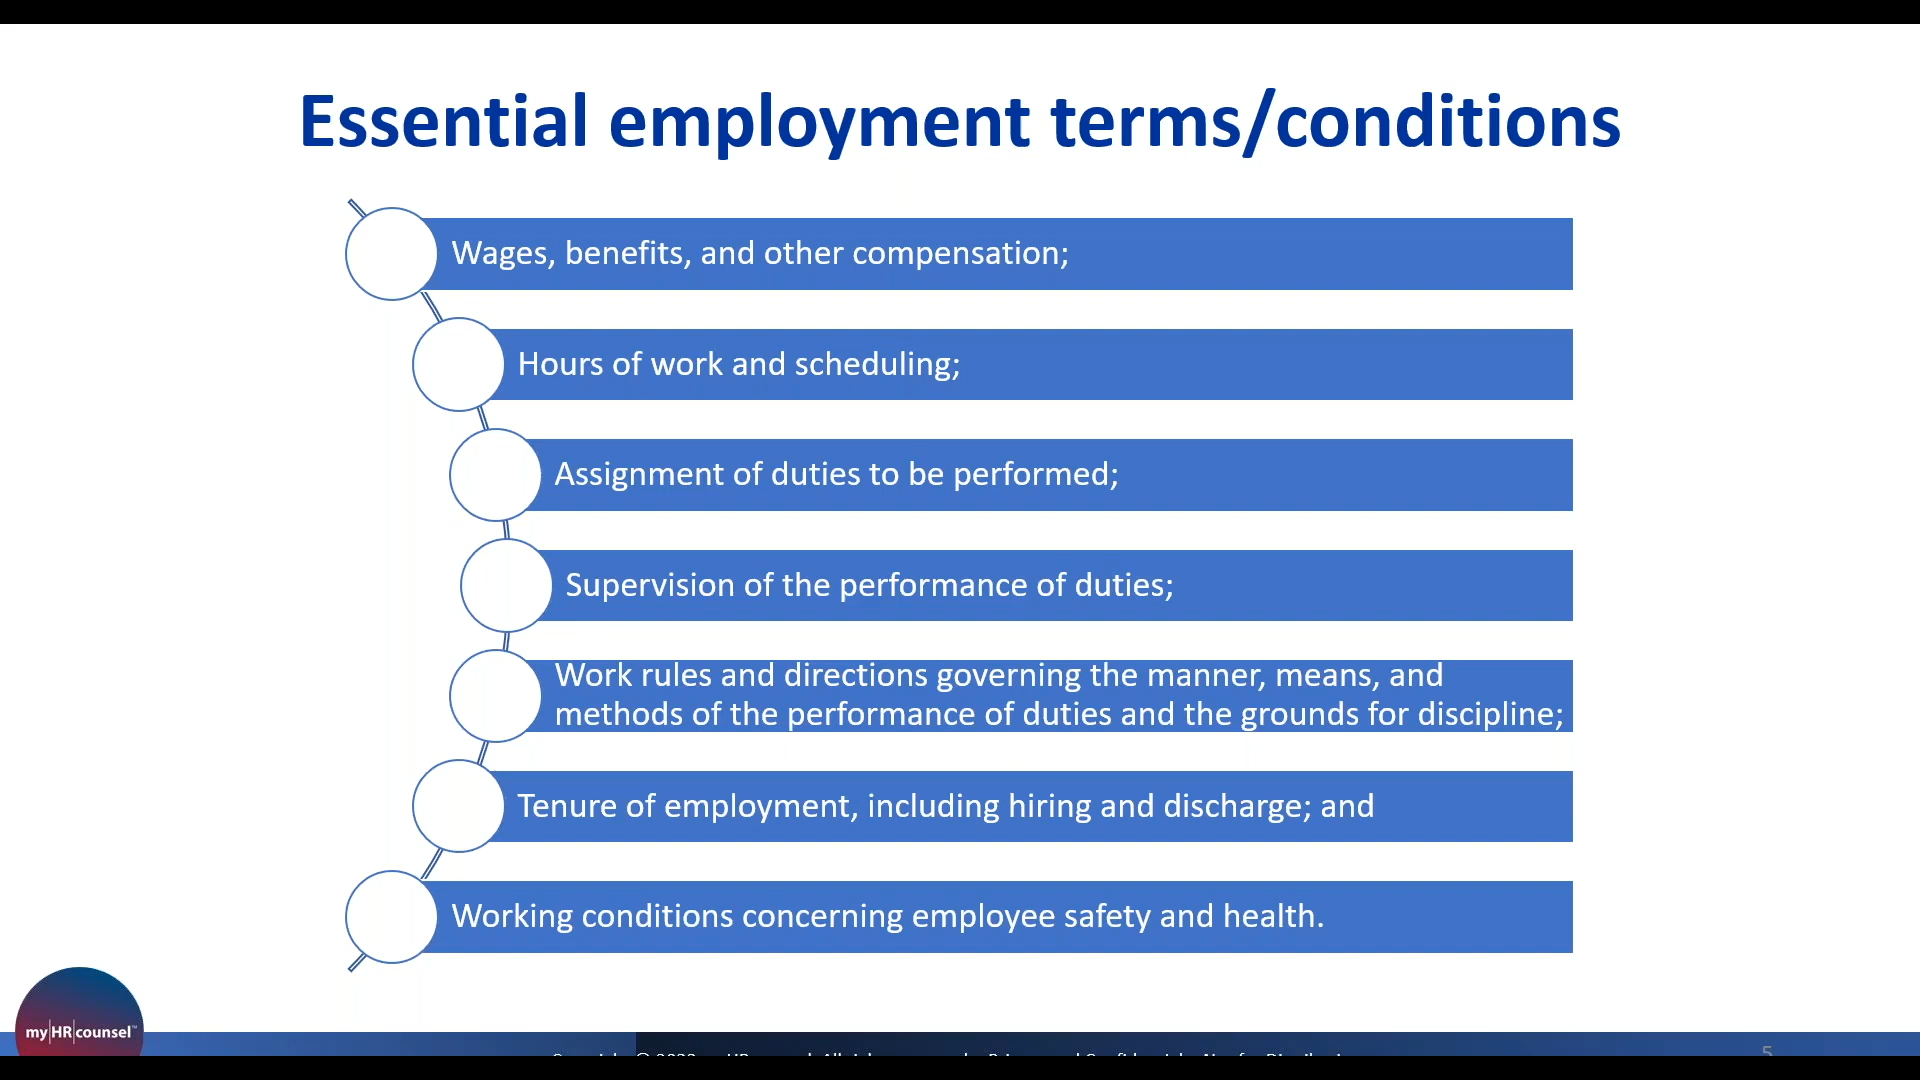 Essential employment terms/conditions
Wages, benefits, and other compensation;
Hours of work and scheduling;
Assignment of duties to be performed;
Supervision of the performance of duties;
Work rules and directions governing the manner, means, and
methods of the performance of duties and the grounds for discipline;
Tenure of employment, including hiring and discharge; and
Working conditions concerning employee safety and health.
my|HR|counsel™
5